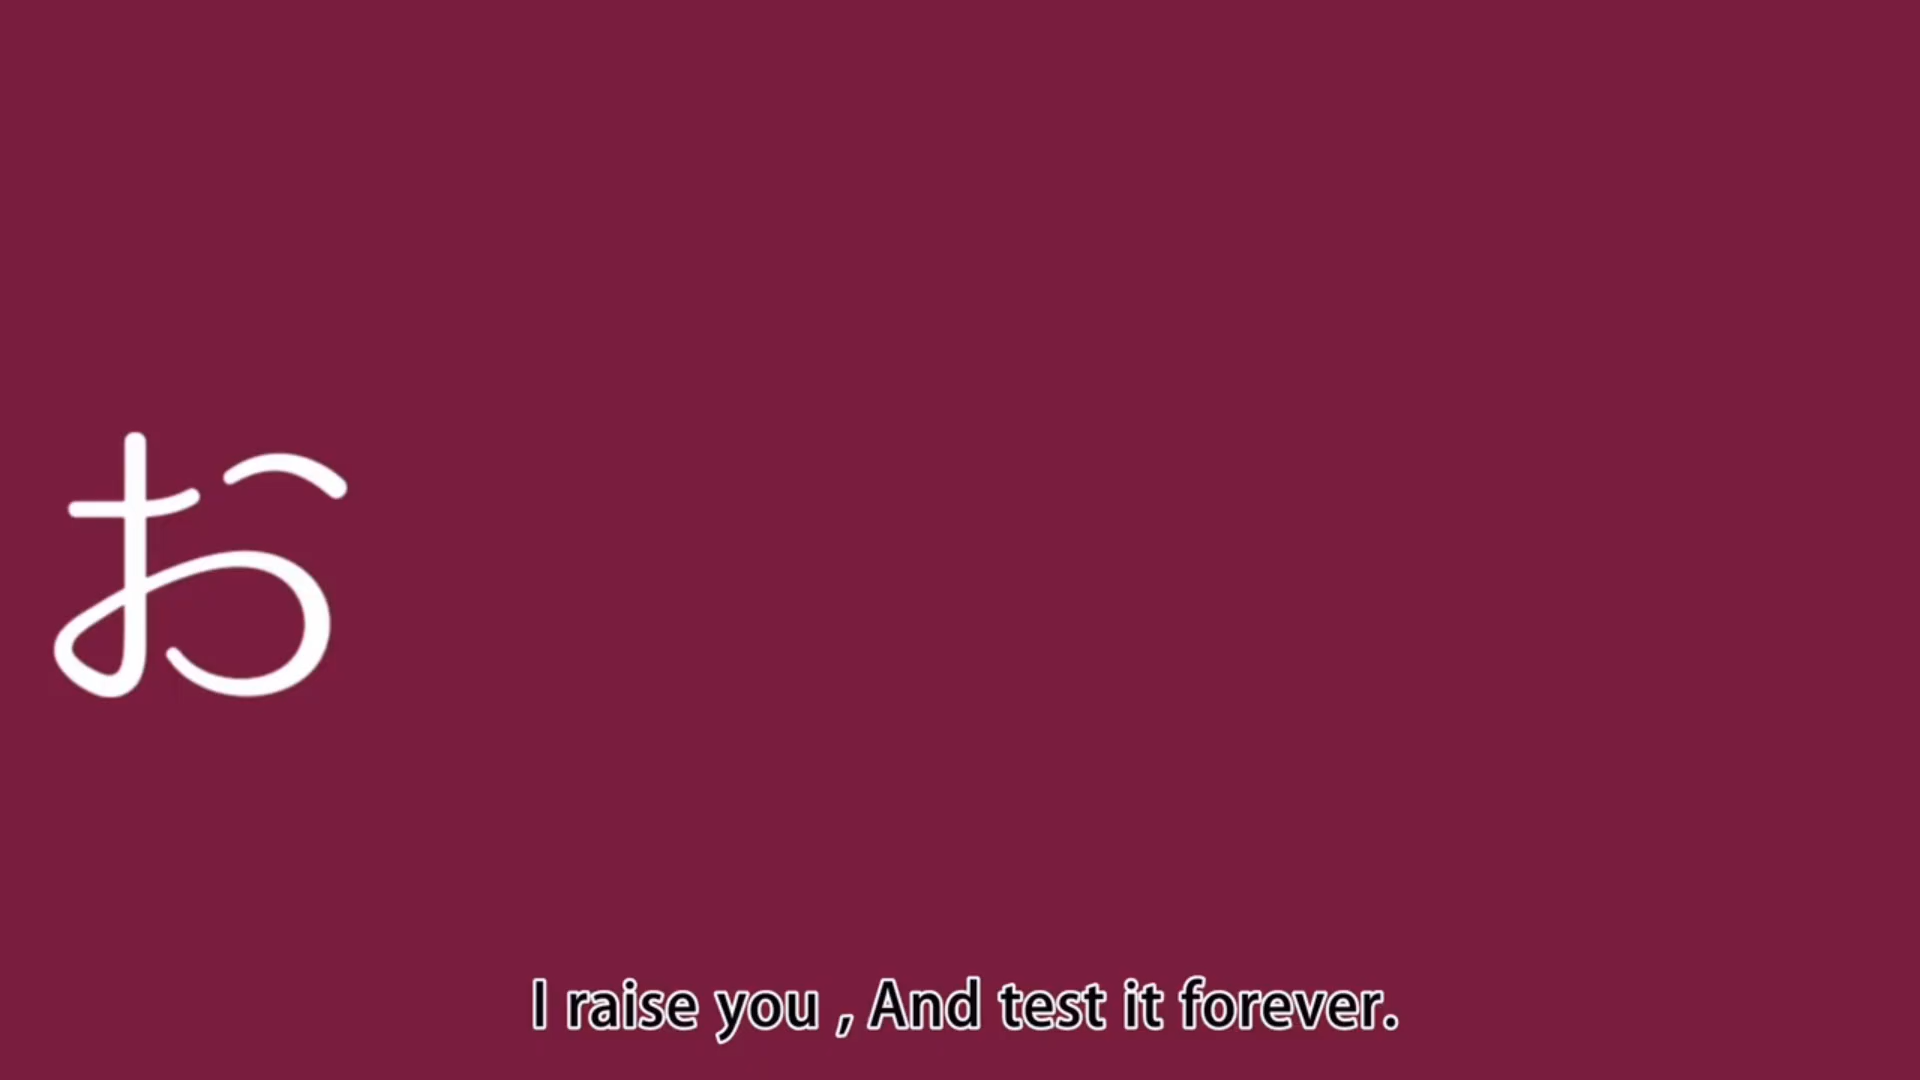 お
I raise you , And test it forever.